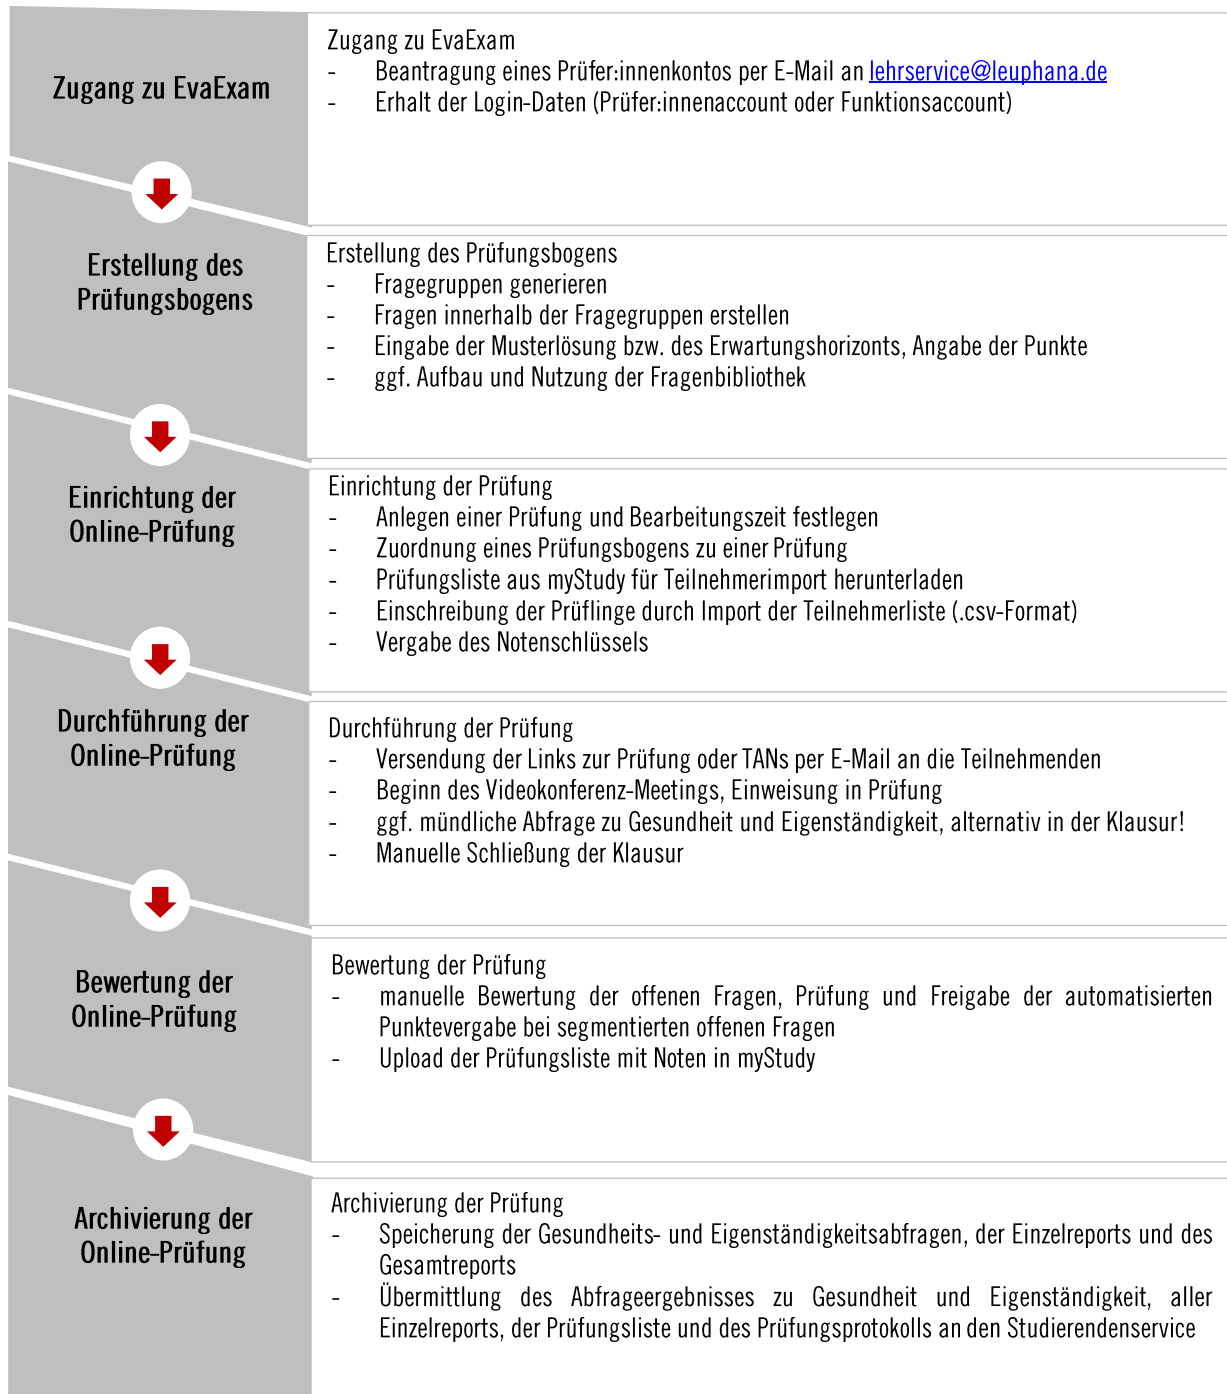 Zugang zu EvaExam
Zugang zu EvaExam
- Beantragung eines Prüfer:innenkontos per E-Mail an lehrservice@leuphana.de
- Erhalt der Login-Daten (Prüfer:innenaccount oder Funktionsaccount)
Erstellung des
Prüfungsbogens
Erstellung des Prüfungsbogens
- Fragegruppen generieren
- Fragen innerhalb der Fragegruppen erstellen
- Eingabe der Musterlösung bzw. des Erwartungshorizonts, Angabe der Punkte
- ggf. Aufbau und Nutzung der Fragenbibliothek
Einrichtung der
Online-Prüfung
Einrichtung der Prüfung
- Anlegen einer Prüfung und Bearbeitungszeit festlegen
- Zuordnung eines Prüfungsbogens zu einer Prüfung
- Prüfungsliste aus myStudy für Teilnehmerimport herunterladen
- Einschreibung der Prüflinge durch Import der Teilnehmerliste (.csv-Format)
- Vergabe des Notenschlüssels
Durchführung der
Online-Prüfung
Durchführung der Prüfung
- Versendung der Links zur Prüfung oder TANs per E-Mail an die Teilnehmenden
- Beginn des Videokonferenz-Meetings, Einweisung in Prüfung
- ggf. mündliche Abfrage zu Gesundheit und Eigenständigkeit, alternativ in der Klausur!
- Manuelle Schließung der Klausur
Bewertung der
Online-Prüfung
Bewertung der Prüfung
- manuelle Bewertung der offenen Fragen, Prüfung und Freigabe der automatisierten
Punktevergabe bei segmentierten offenen Fragen
- Upload der Prüfungsliste mit Noten in myStudy
Archivierung der
Online-Prüfung
Archivierung der Prüfung
- Speicherung der Gesundheits- und Eigenständigkeitsabfragen, der Einzelreports und des
Gesamtreports
- Übermittlung des Abfrageergebnisses zu Gesundheit und Eigenständigkeit, aller
Einzelreports, der Prüfungsliste und des Prüfungsprotokolls an den Studierendenservice